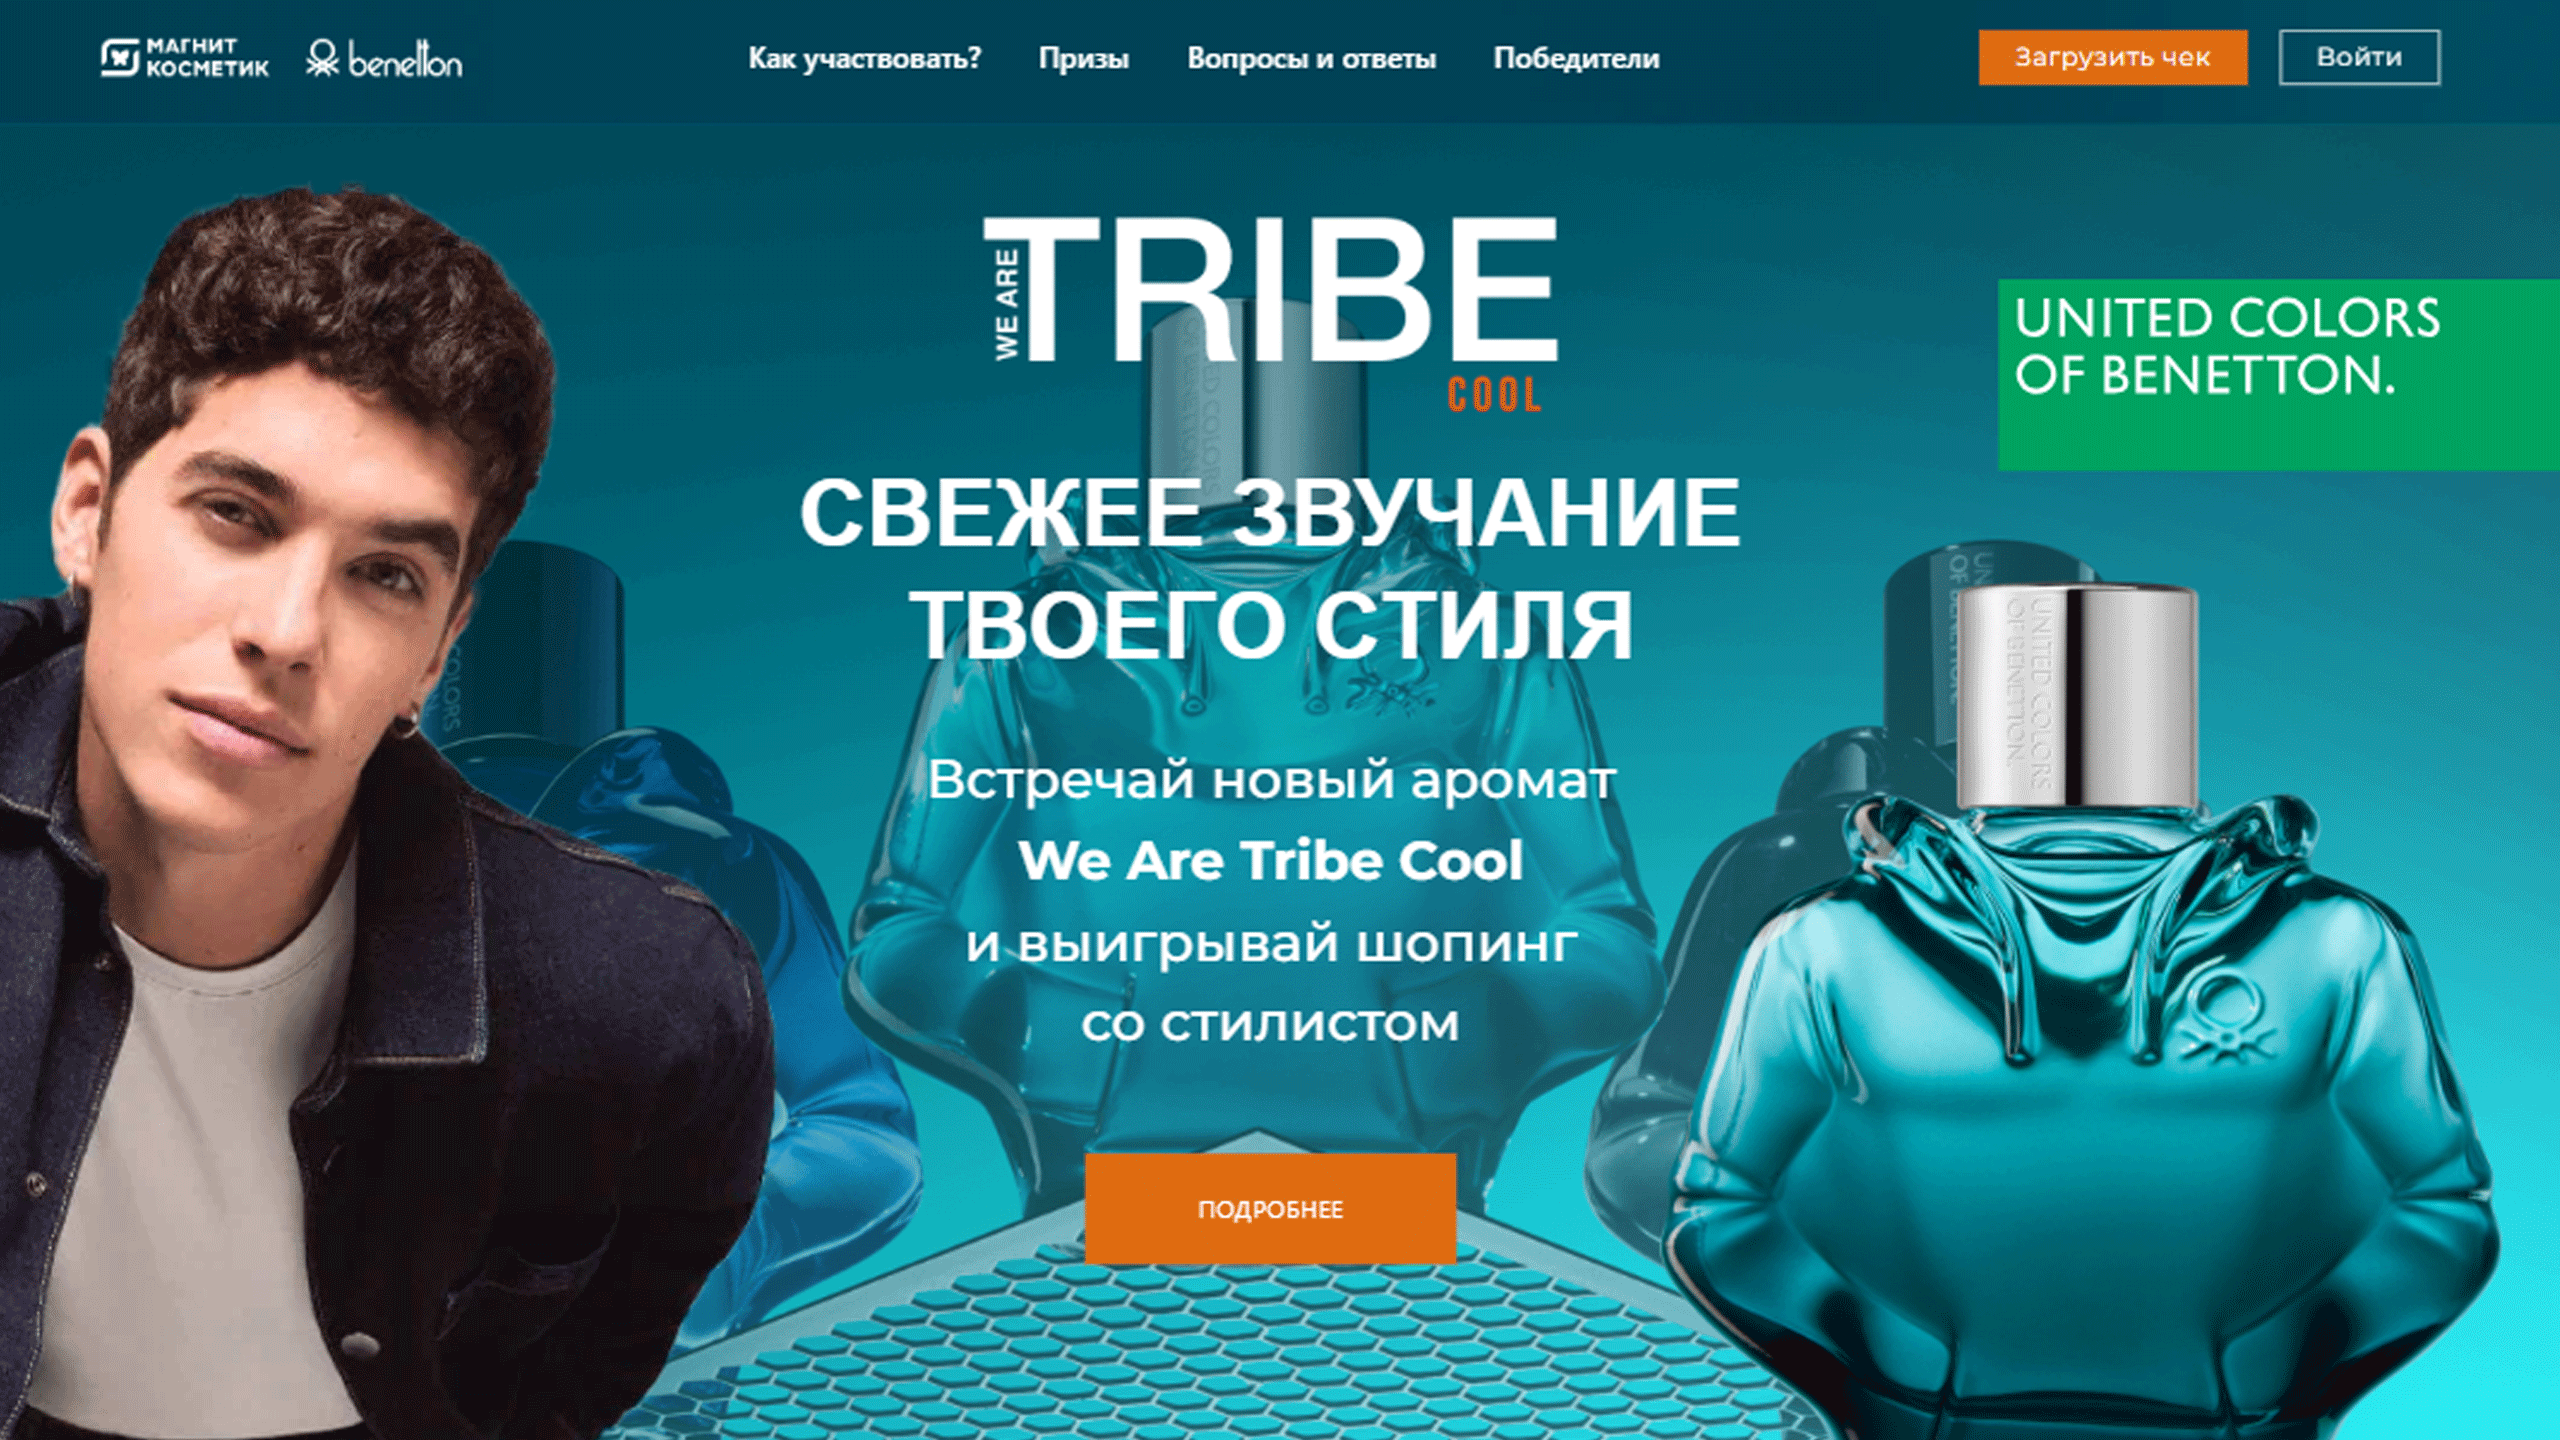 МАГНИТ
КОСМЕТИК
benetton
Как участвовать?
Призы
Вопросы и ответы
Победители
Загрузить чек
Войти
WE ARE
TRIBE
COOL
UNITED COLORS
OF BENETTON.
СВЕЖЕЕ ЗВУЧАНИЕ
ТВОЕГО СТИЛЯ
Встречай новый аромат
We Are Tribe Cool
и выигрывай шопинг
со стилистом
ПОДРОБНЕЕ
UNITED COLORS
OF BENETTON.